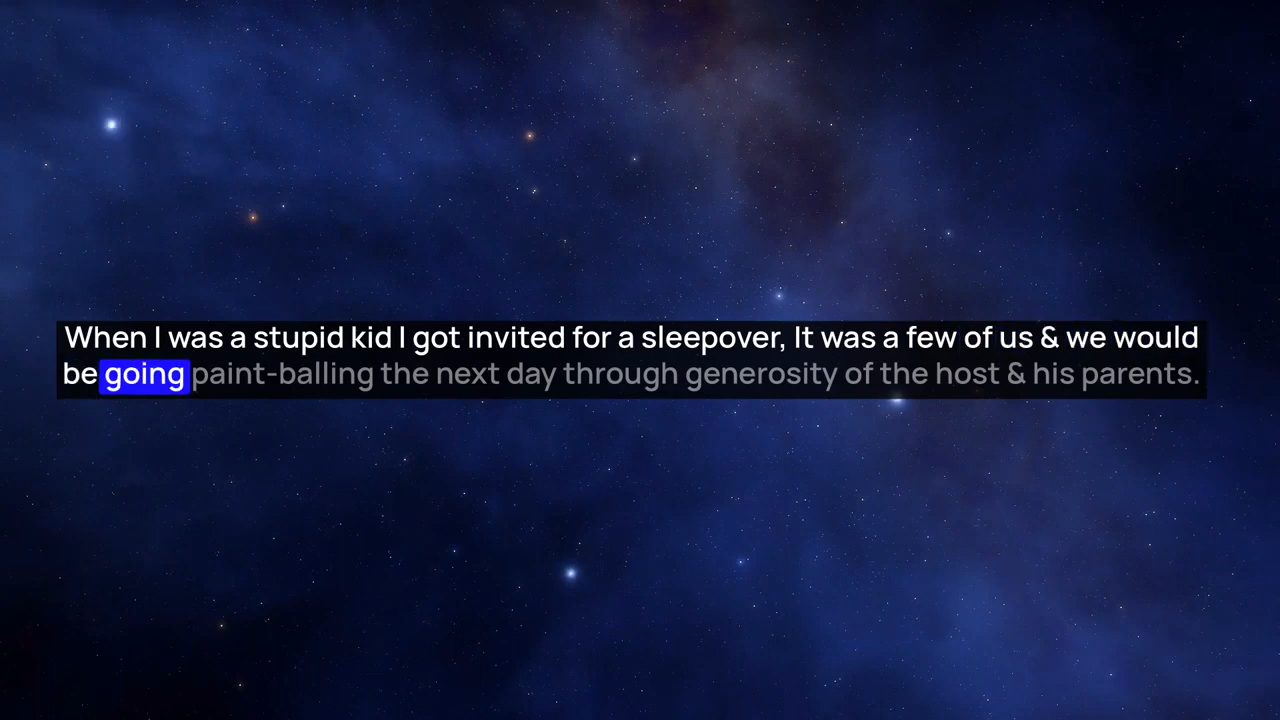 When I was a stupid kid I got invited for a sleepover, It was a few of us & we would
be going paint-balling the next day through generosity of the host & his parents.